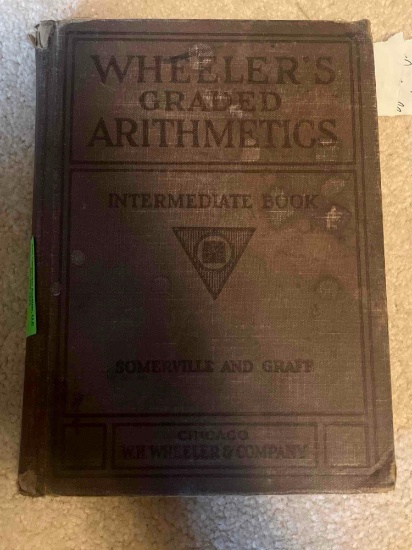 WHEELER'S
GRADED
ARITHMETICS
INTERMEDIATE BOOK
SOMERVILLE AND GRAFF
CHICAGO
W.H. WHEELER & COMPANY